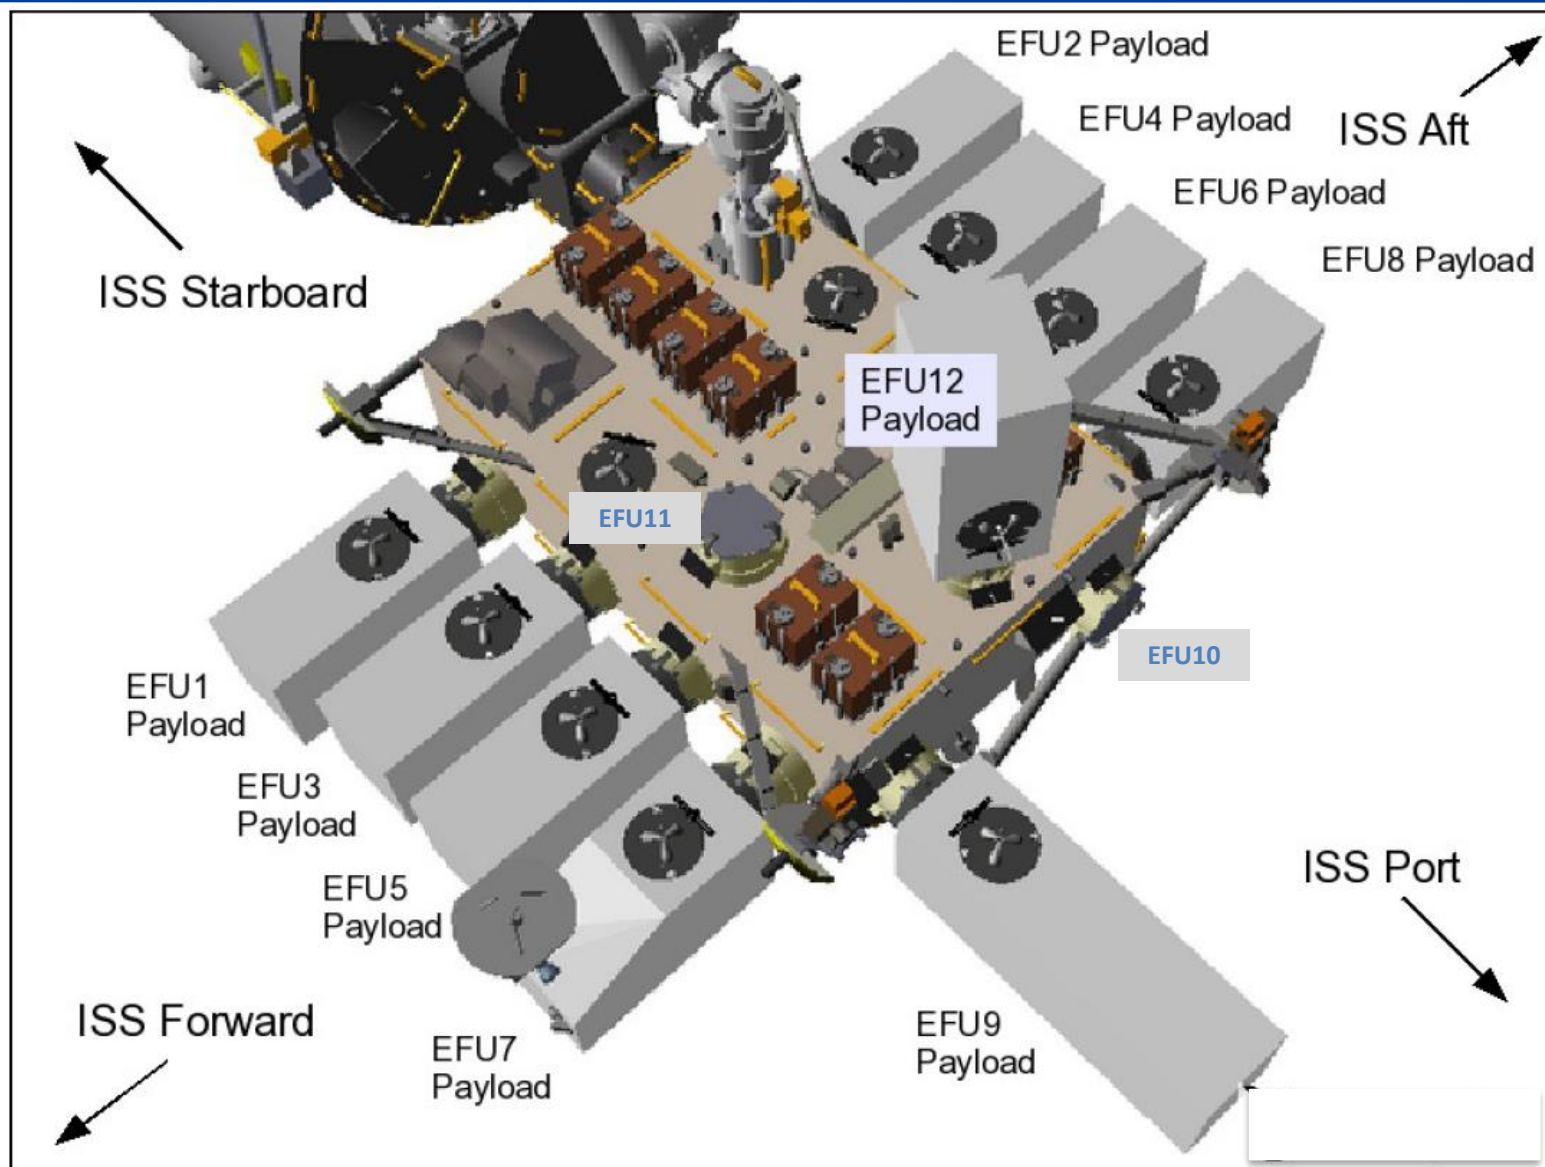 EFU2 Payload
EFU4 Payload
ISS Aft
EFU6 Payload
EFU8 Payload
ISS Starboard
EFU12
Payload
EFU11
EFU10
EFU1
Payload
EFU3
Payload
EFU5
Payload
ISS Port
ISS Forward
EFU7
Payload
EFU9
Payload